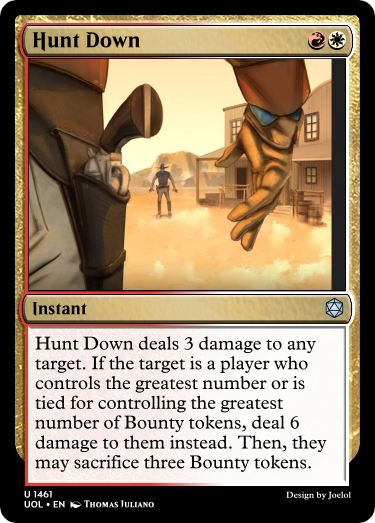 Hunt Down
Instant
Hunt Down deals 3 damage to any
target. If the target is a player who
controls the greatest number or is
tied for controlling the greatest
number of Bounty tokens, deal 6
damage to them instead. Then, they
may sacrifice three Bounty tokens.
U 1461
UOL • EN Thomas Juliano
Design by Joelol